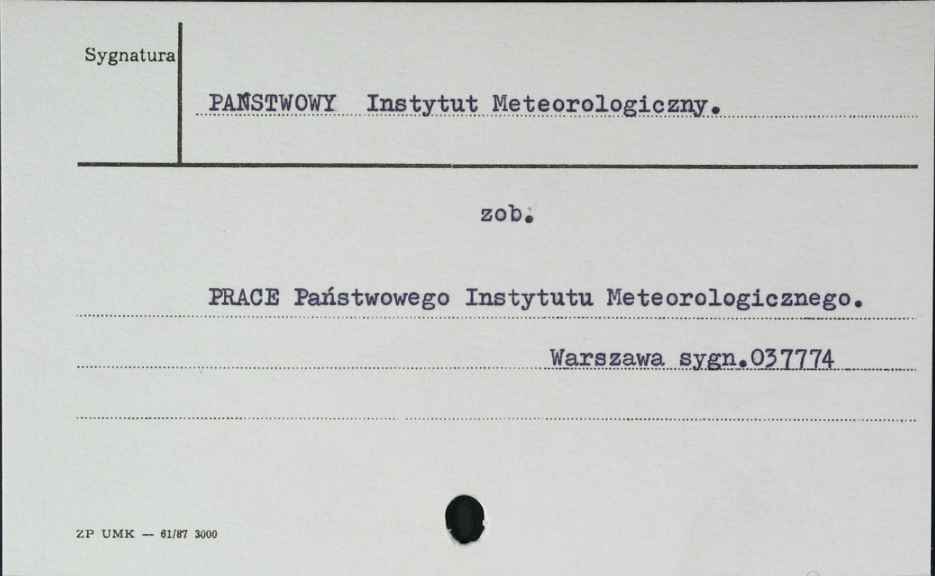 Sygnatura
PAŃSTWOWY Instytut Meteorologiczny.
zob.
PRACE Państwowego Instytutu Meteorologicznego.
Warszawa sygn.037774
ZP UMK — 61/87 3000